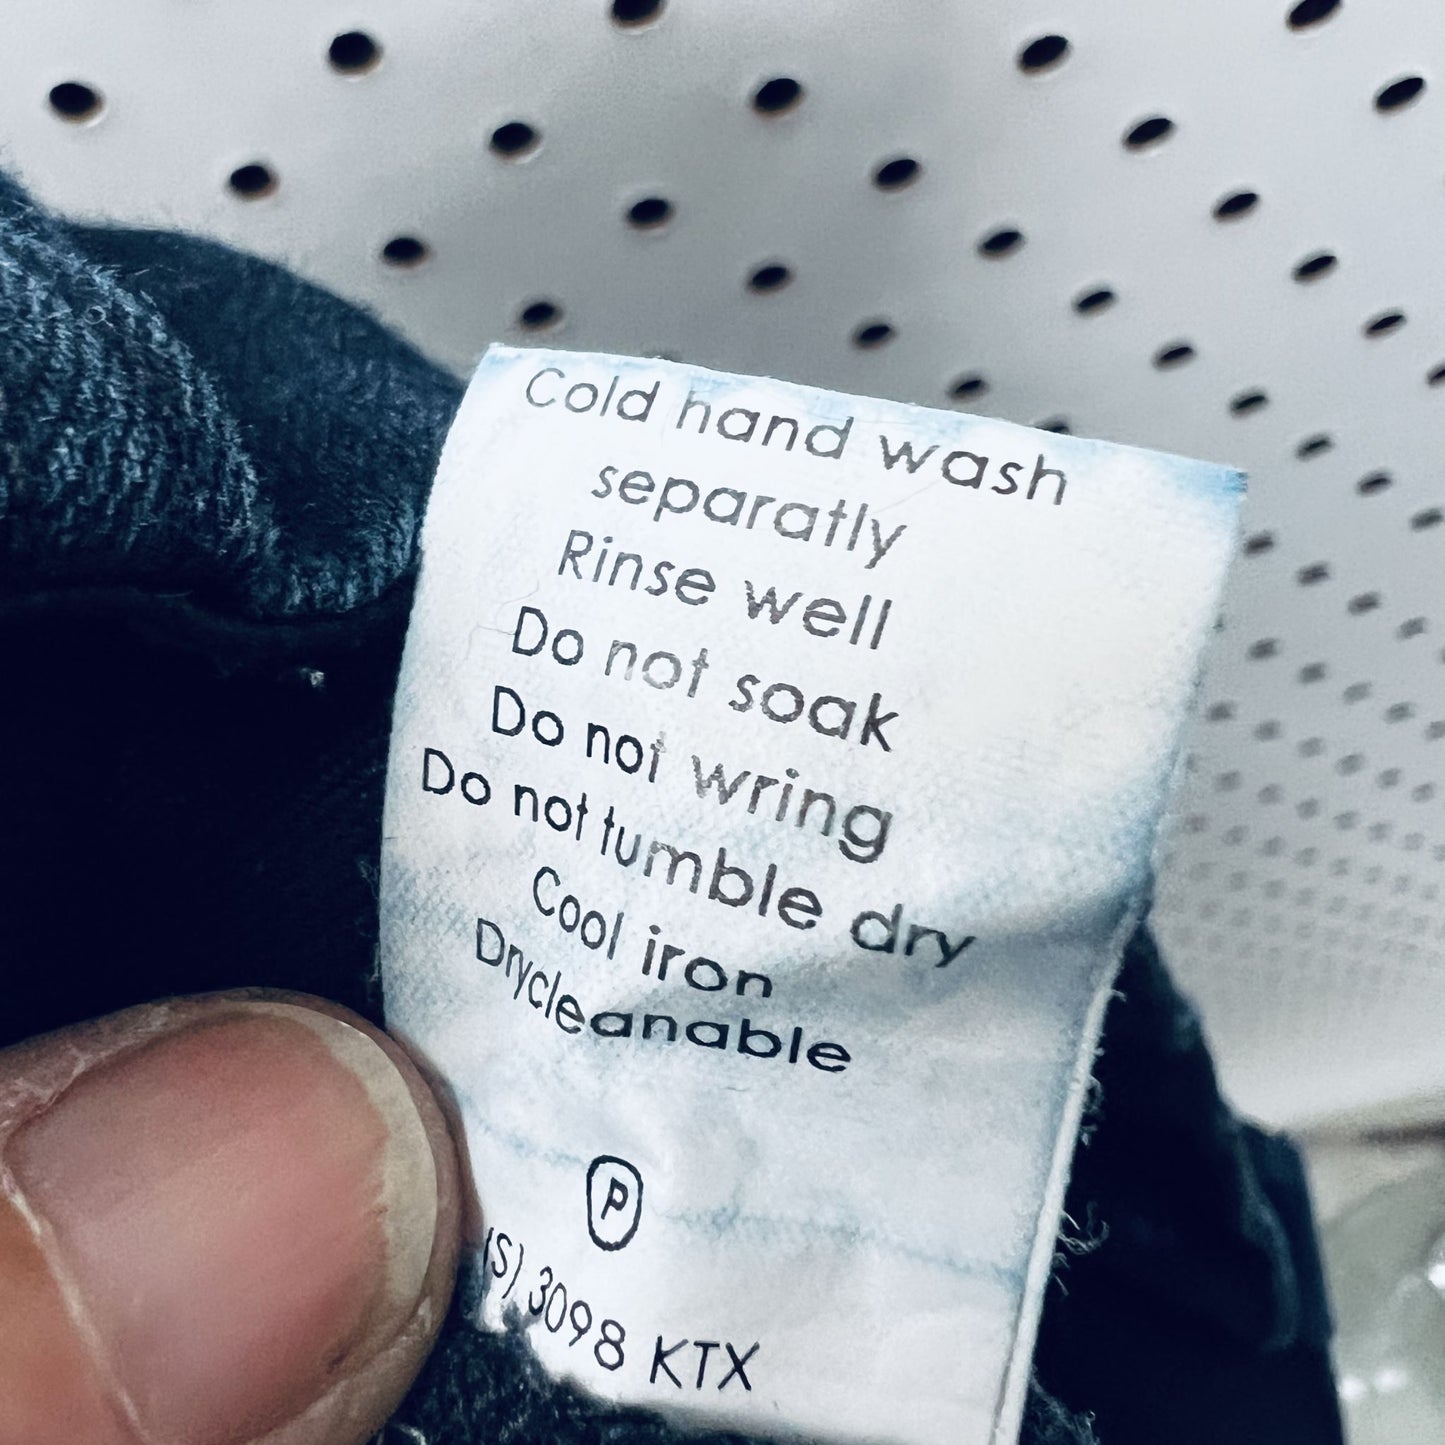 Cold hand wash
separatly
Rinse well
Do not soak
Do not wring
Do not tumble dry
Cool iron
Drycleanable
P
(S) 3098 KTX